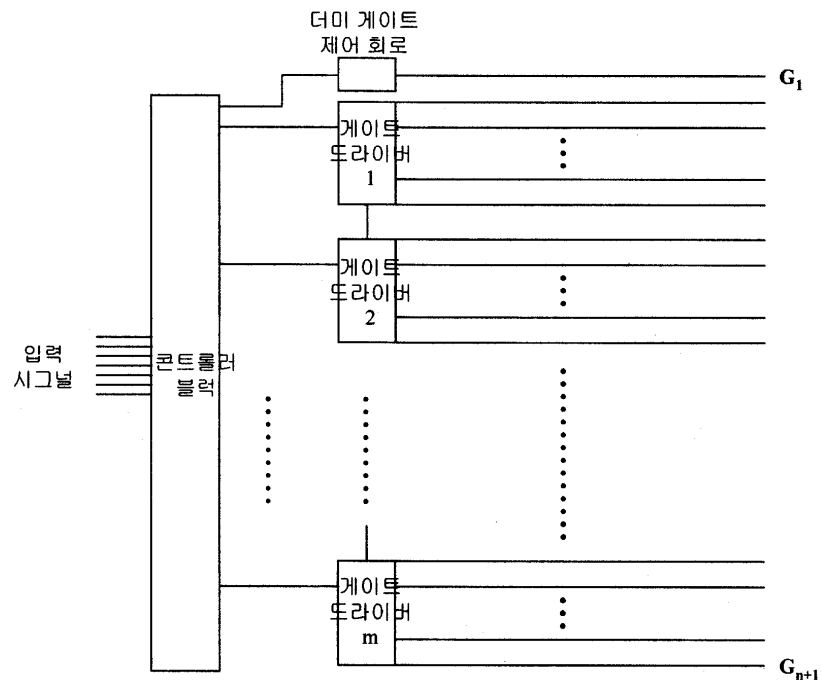 더미 게이트
제어 회로
G1
게이트
드라이버
1
게이트
드라이버
2
입력
시그널
콘트롤러
블럭
게이트
드라이버
m
Gn+1